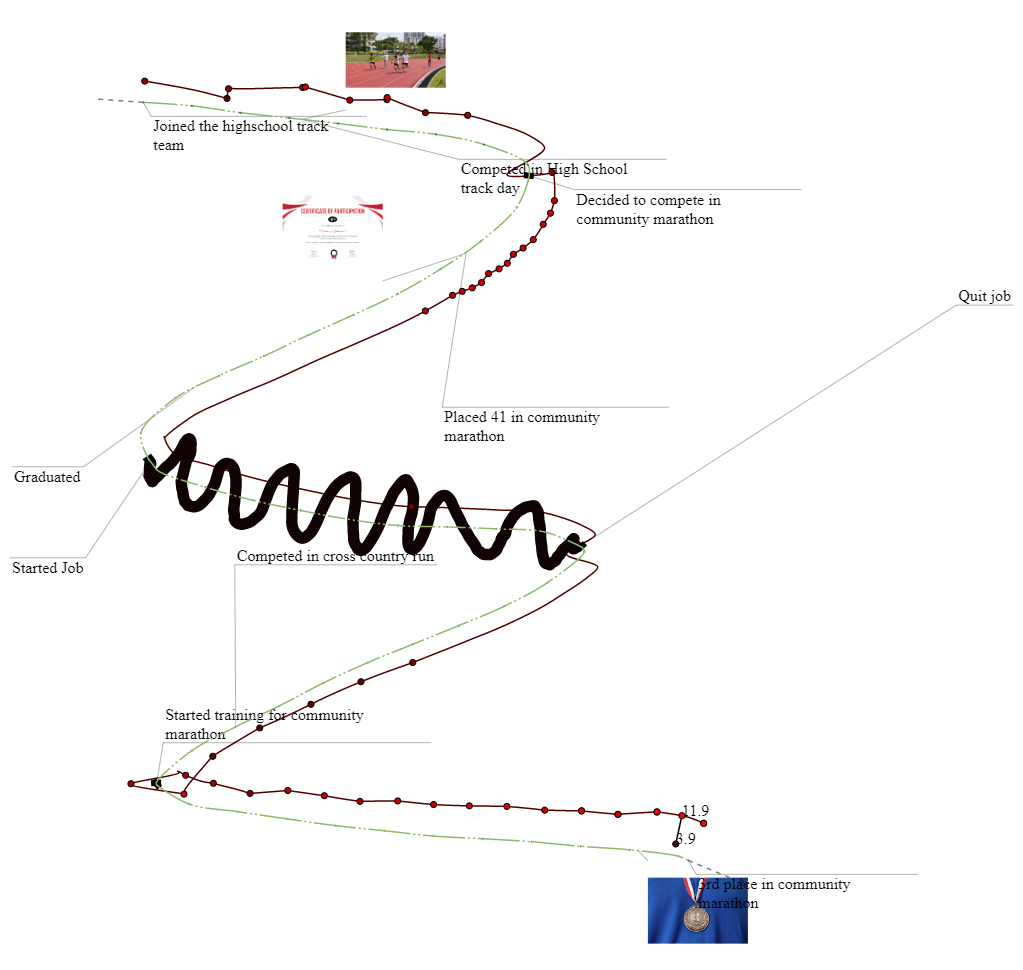 Joined the highschool track
team
Competed in High School
track day
Decided to compete in
community marathon
CERTIFICATE OF PARTICIPATION
Quit job
Placed 41 in community
marathon
Graduated
Started Job
Competed in cross country run
Started training for community
marathon
11.9
3.9
3rd place in community
marathon